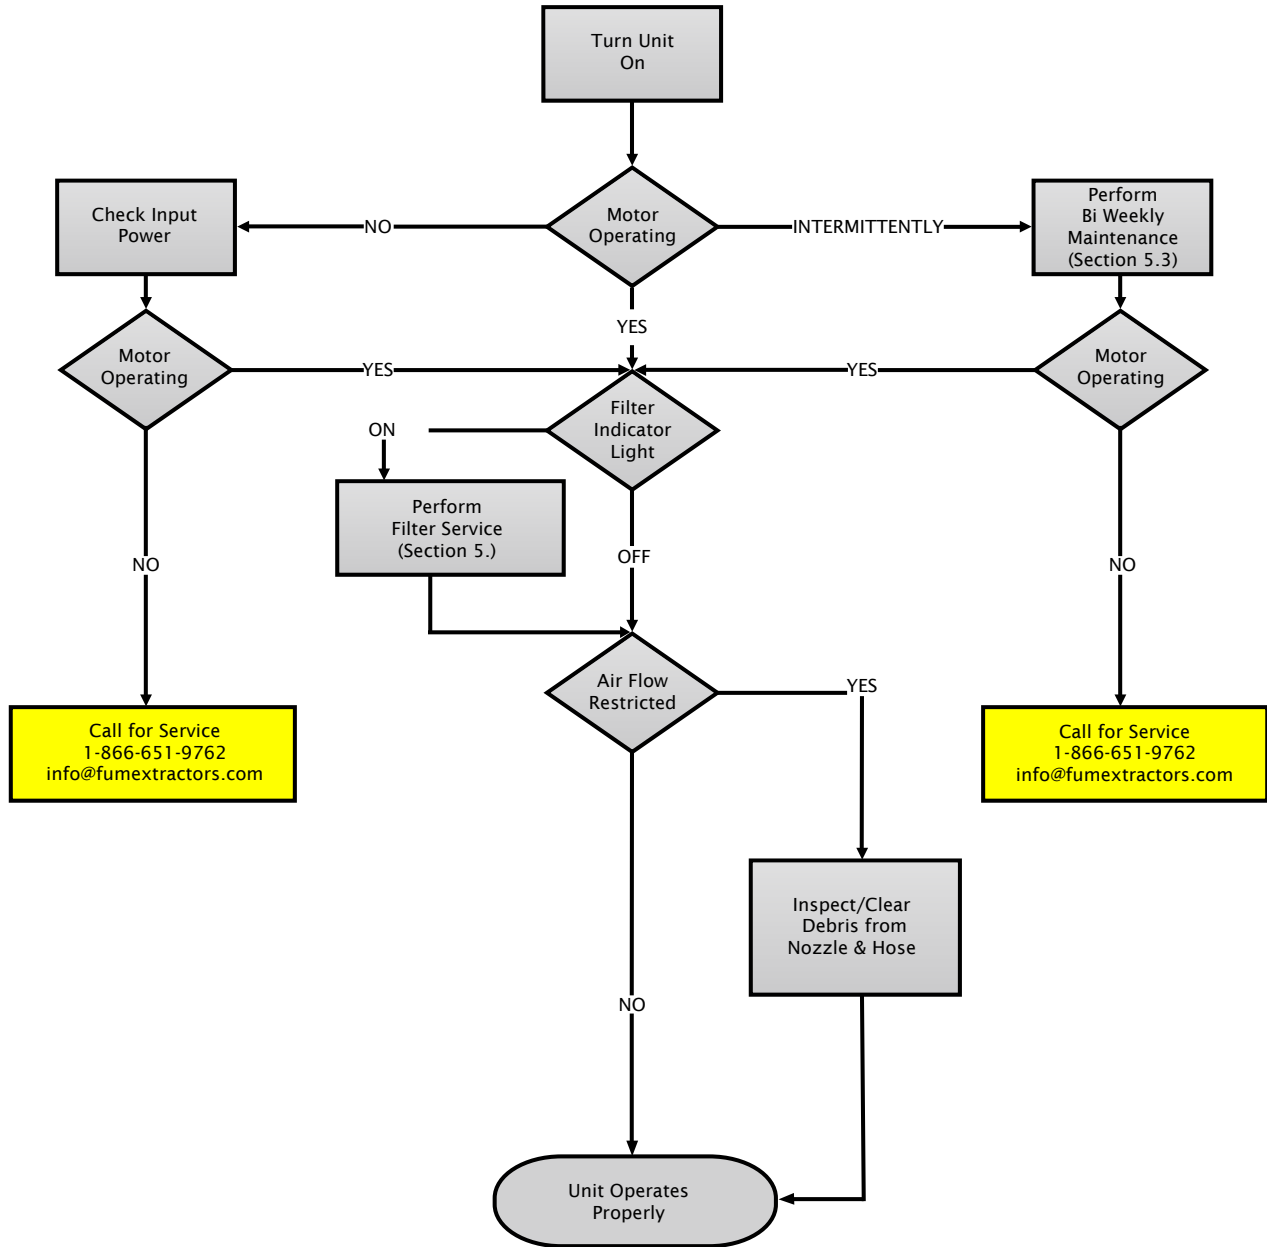 Turn Unit
On
Check Input
Power
NO
Motor
Operating
INTERMITTENTLY
Perform
Bi Weekly
Maintenance
(Section 5.3)
YES
Motor
Operating
YES
YES
Motor
Operating
Filter
Indicator
Light
ON
Perform
Filter Service
(Section 5.)
OFF
NO
NO
Air Flow
Restricted
YES
Call for Service
1-866-651-9762
info@fumextractors.com
Call for Service
1-866-651-9762
info@fumextractors.com
Inspect/Clear
Debris from
Nozzle & Hose
NO
Unit Operates
Properly